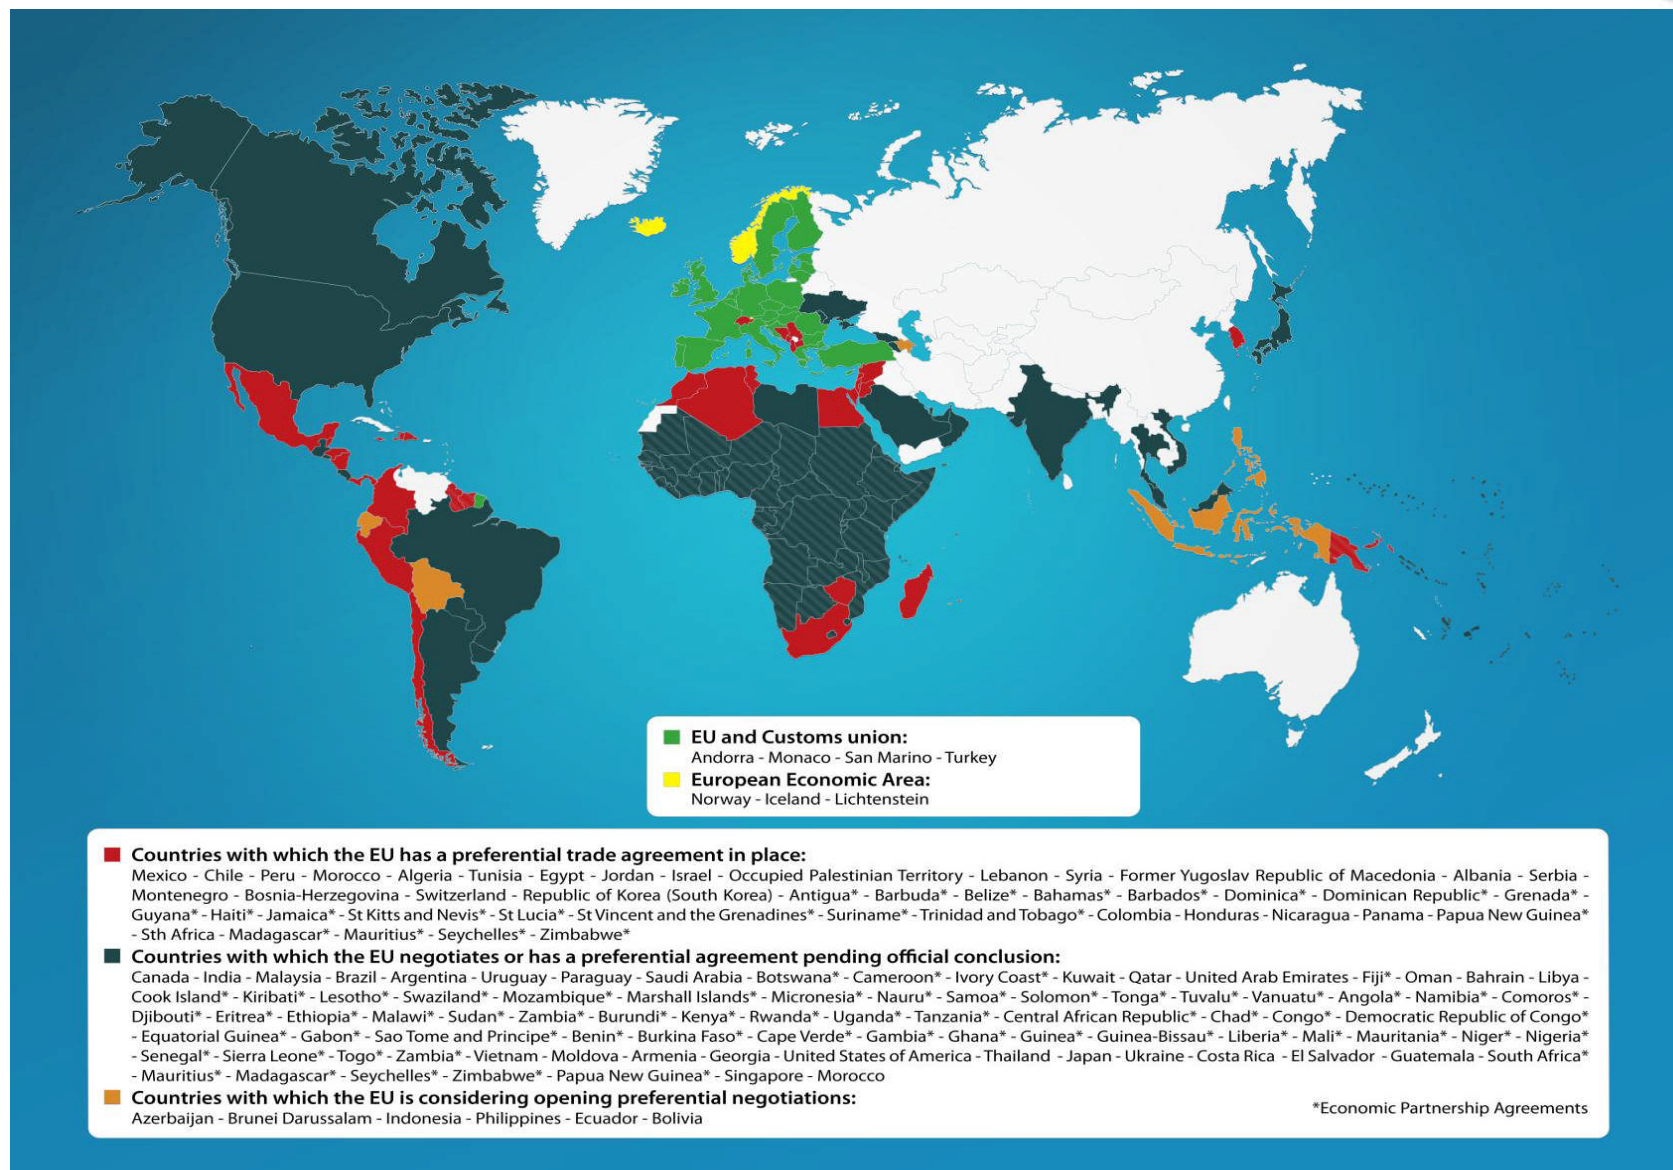 EU and Customs union:
Andorra - Monaco - San Marino - Turkey
European Economic Area:
Norway - Iceland - Lichtenstein
Countries with which the EU has a preferential trade agreement in place:
Mexico - Chile - Peru - Morocco - Algeria - Tunisia - Egypt - Jordan - Israel - Occupied Palestinian Territory - Lebanon - Syria - Former Yugoslav Republic of Macedonia - Albania - Serbia -
Montenegro - Bosnia-Herzegovina - Switzerland - Republic of Korea (South Korea) - Antigua* - Barbuda* - Belize* - Bahamas* - Barbados* - Dominica* - Dominican Republic* - Grenada* -
Guyana* - Haiti* - Jamaica* - St Kitts and Nevis* - St Lucia* - St Vincent and the Grenadines* - Suriname* - Trinidad and Tobago* - Colombia - Honduras - Nicaragua - Panama - Papua New Guinea*
- Sth Africa - Madagascar* - Mauritius* - Seychelles* - Zimbabwe*
Countries with which the EU negotiates or has a preferential agreement pending official conclusion:
Canada - India - Malaysia - Brazil - Argentina - Uruguay - Paraguay - Saudi Arabia - Botswana* - Cameroon* - Ivory Coast* - Kuwait - Qatar - United Arab Emirates - Fiji* - Oman - Bahrain - Libya -
Cook Island* - Kiribati* - Lesotho* - Swaziland* - Mozambique* - Marshall Islands* - Micronesia* - Nauru* - Samoa* - Solomon* - Tonga* - Tuvalu* - Vanuatu* - Angola* - Namibia* - Comoros* -
Djibouti* - Eritrea* - Ethiopia* - Malawi* - Sudan* - Zambia* - Burundi* - Kenya* - Rwanda* - Uganda* - Tanzania* - Central African Republic* - Chad* - Congo* - Democratic Republic of Congo*
- Equatorial Guinea* - Gabon* - Sao Tome and Principe* - Benin* - Burkina Faso* - Cape Verde* - Gambia* - Ghana* - Guinea* - Guinea-Bissau* - Liberia* - Mali* - Mauritania* - Niger* - Nigeria*
- Senegal* - Sierra Leone* - Togo* - Zambia* - Vietnam - Moldova - Armenia - Georgia - United States of America - Thailand - Japan - Ukraine - Costa Rica - El Salvador - Guatemala - South Africa*
- Mauritius* - Madagascar* - Seychelles* - Zimbabwe* - Papua New Guinea* - Singapore - Morocco
Countries with which the EU is considering opening preferential negotiations:
Azerbaijan - Brunei Darussalam - Indonesia - Philippines - Ecuador - Bolivia
*Economic Partnership Agreements